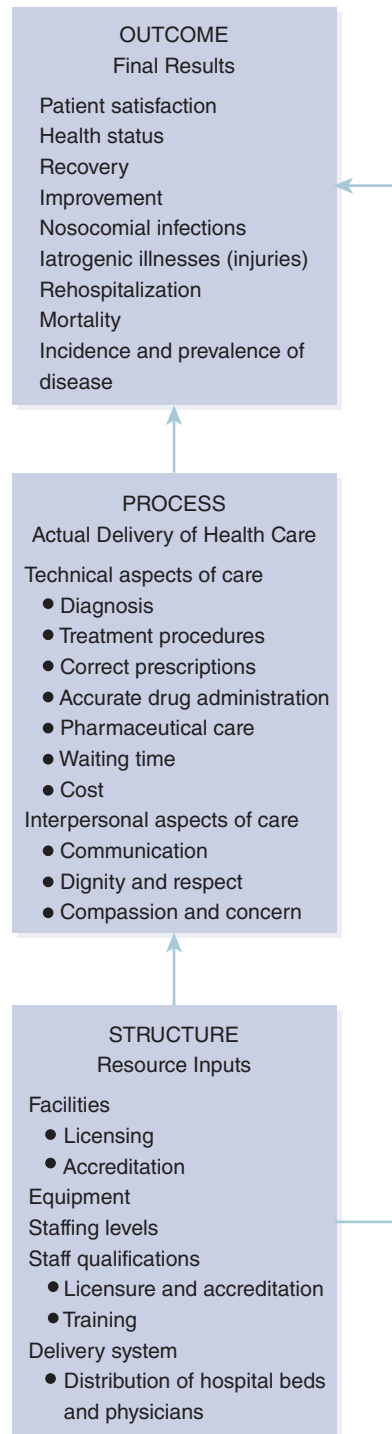 OUTCOME
Final Results
Patient satisfaction
Health status
Recovery
Improvement
Nosocomial infections
Iatrogenic illnesses (injuries)
Rehospitalization
Mortality
Incidence and prevalence of
disease
PROCESS
Actual Delivery of Health Care
Technical aspects of care
• Diagnosis
• Treatment procedures
• Correct prescriptions
• Accurate drug administration
• Pharmaceutical care
• Waiting time
• Cost
Interpersonal aspects of care
• Communication
• Dignity and respect
• Compassion and concern
STRUCTURE
Resource Inputs
Facilities
• Licensing
• Accreditation
Equipment
Staffing levels
Staff qualifications
• Licensure and accreditation
• Training
Delivery system
• Distribution of hospital beds
and physicians